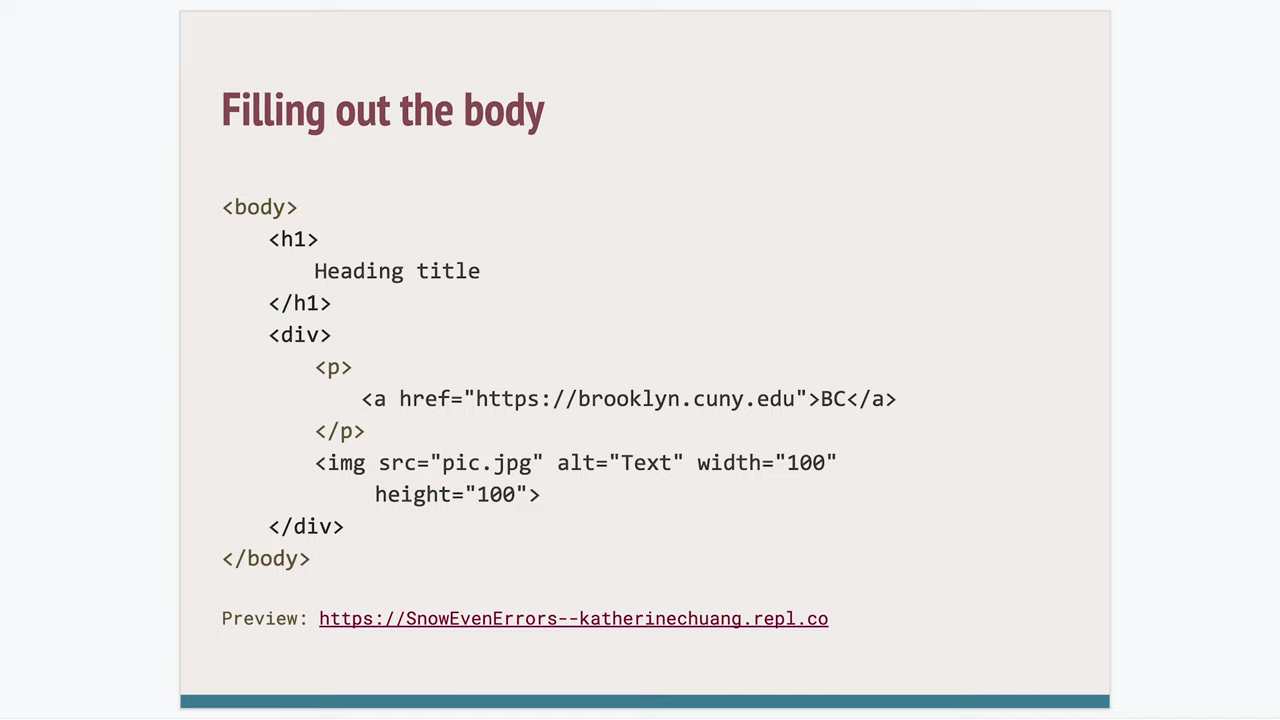 Filling out the body
<body>
<h1>
Heading title
</h1>
<div>
<p>
<a href="https://brooklyn.cuny.edu">BC</a>
</p>
<img src="pic.jpg" alt="Text" width="100"
height="100">
</div>
</body>
Preview: https://SnowEvenErrors--katherinechuang.repl.co